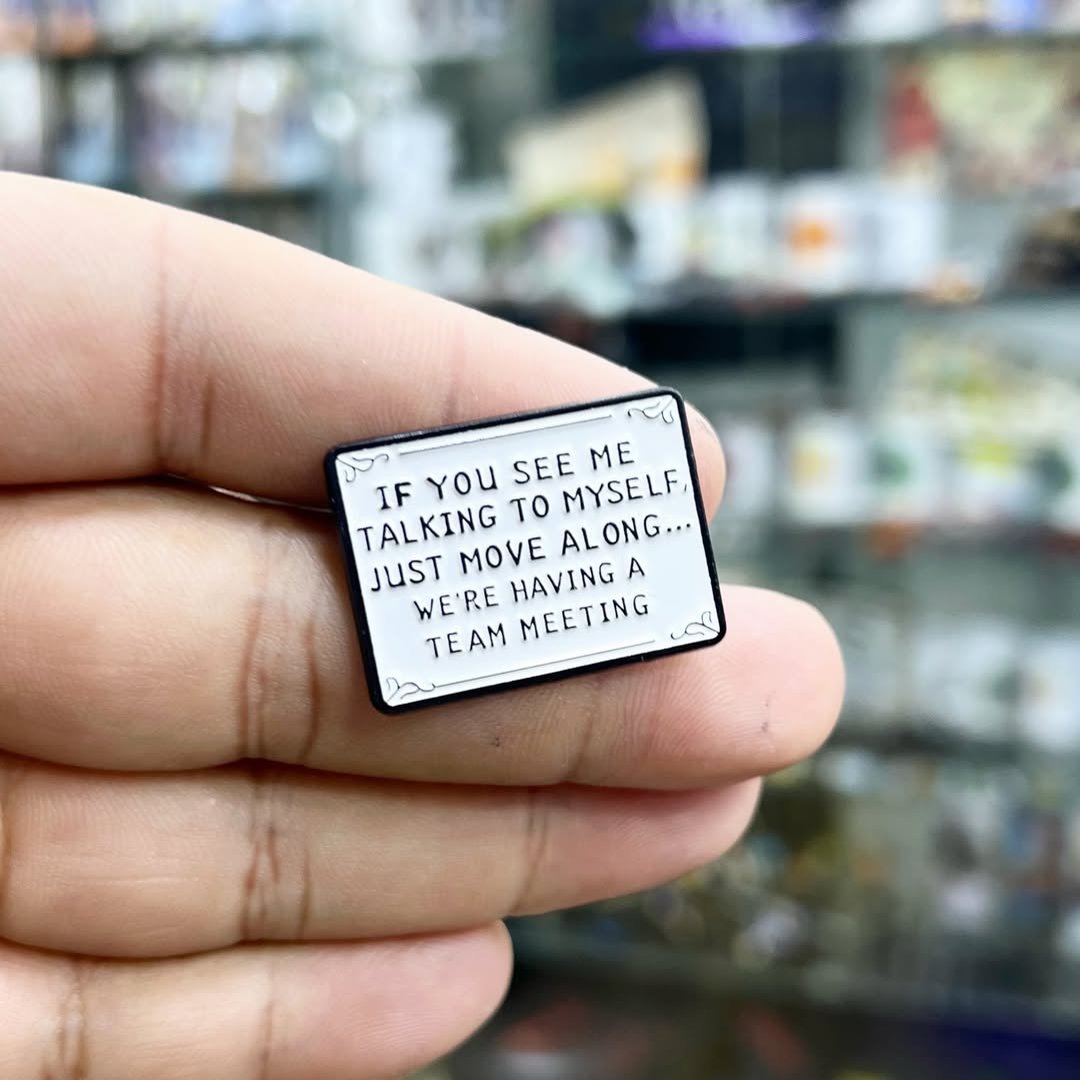 IF YOU SEE ME
TALKING TO MYSELF,
JUST MOVE ALONG...
WE'RE HAVING A
TEAM MEETING